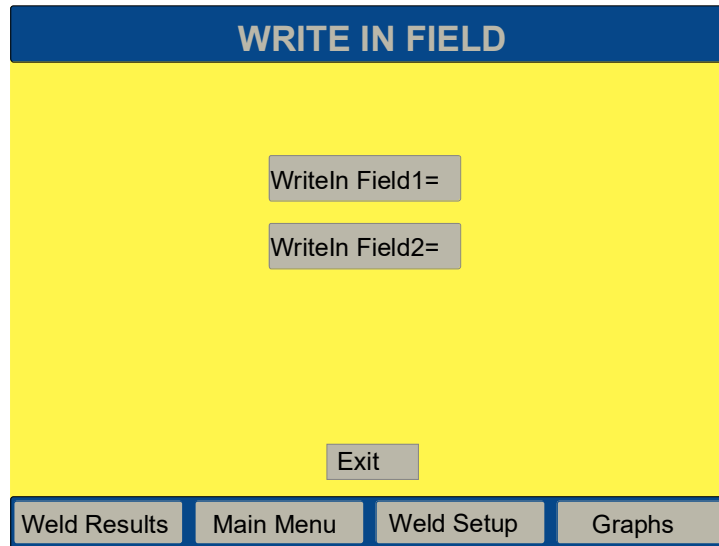 WRITE IN FIELD
WriteIn Field1=
WriteIn Field2=
Exit
Weld Results Main Menu Weld Setup Graphs